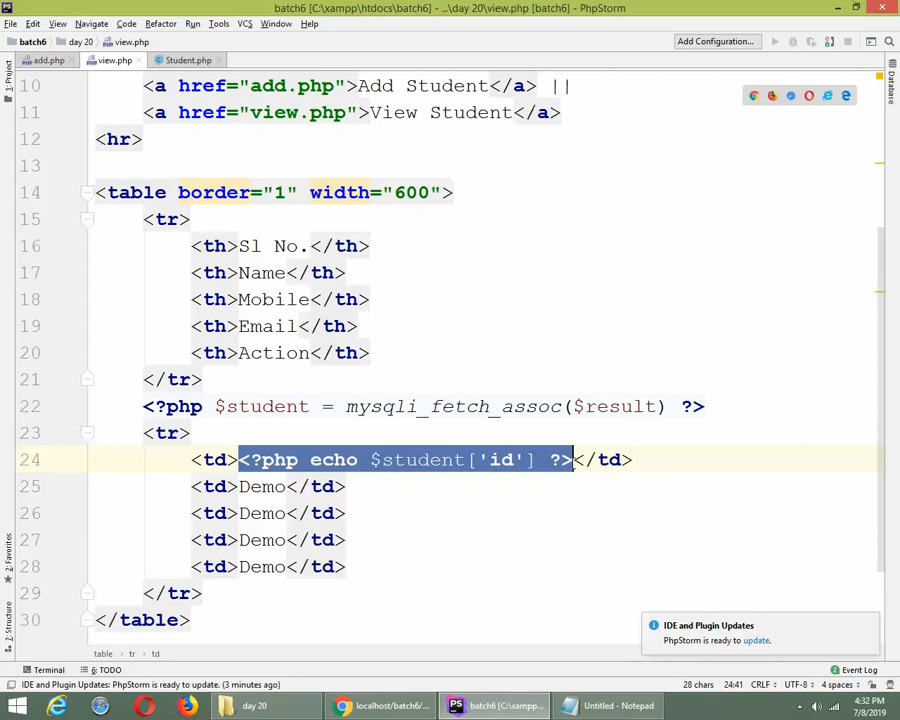 batch6 [C:\xampp\htdocs\batch6] - ...\day 20\view.php [batch6] - PhpStorm
File Edit View Navigate Code Refactor Run Tools VCS Window Help
batch6 day 20 view.php Add Configuration...
add.php view.php Student.php
1: Project
Database
10 <a href="add.php">Add Student</a> ||
11 <a href="view.php">View Student</a>
12 <hr>
13
14 <table border="1" width="600">
15 <tr>
16 <th>Sl No.</th>
17 <th>Name</th>
18 <th>Mobile</th>
19 <th>Email</th>
20 <th>Action</th>
21 </tr>
22 <?php $student = mysqli_fetch_assoc($result) ?>
23 <tr>
24 <td><?php echo $student['id'] ?></td>
25 <td>Demo</td>
26 <td>Demo</td>
27 <td>Demo</td>
28 <td>Demo</td>
29 </tr>
30 </table>
2: Favorites
7: Structure
IDE and Plugin Updates
PhpStorm is ready to update.
table tr td
Terminal 6: TODO Event Log
IDE and Plugin Updates: PhpStorm is ready to update. (3 minutes ago) 28 chars 24:41 CRLF UTF-8 4 spaces
day 20 localhost/batch6/... batch6 [C:\xampp... Untitled - Notepad 4:32 PM
7/8/2019